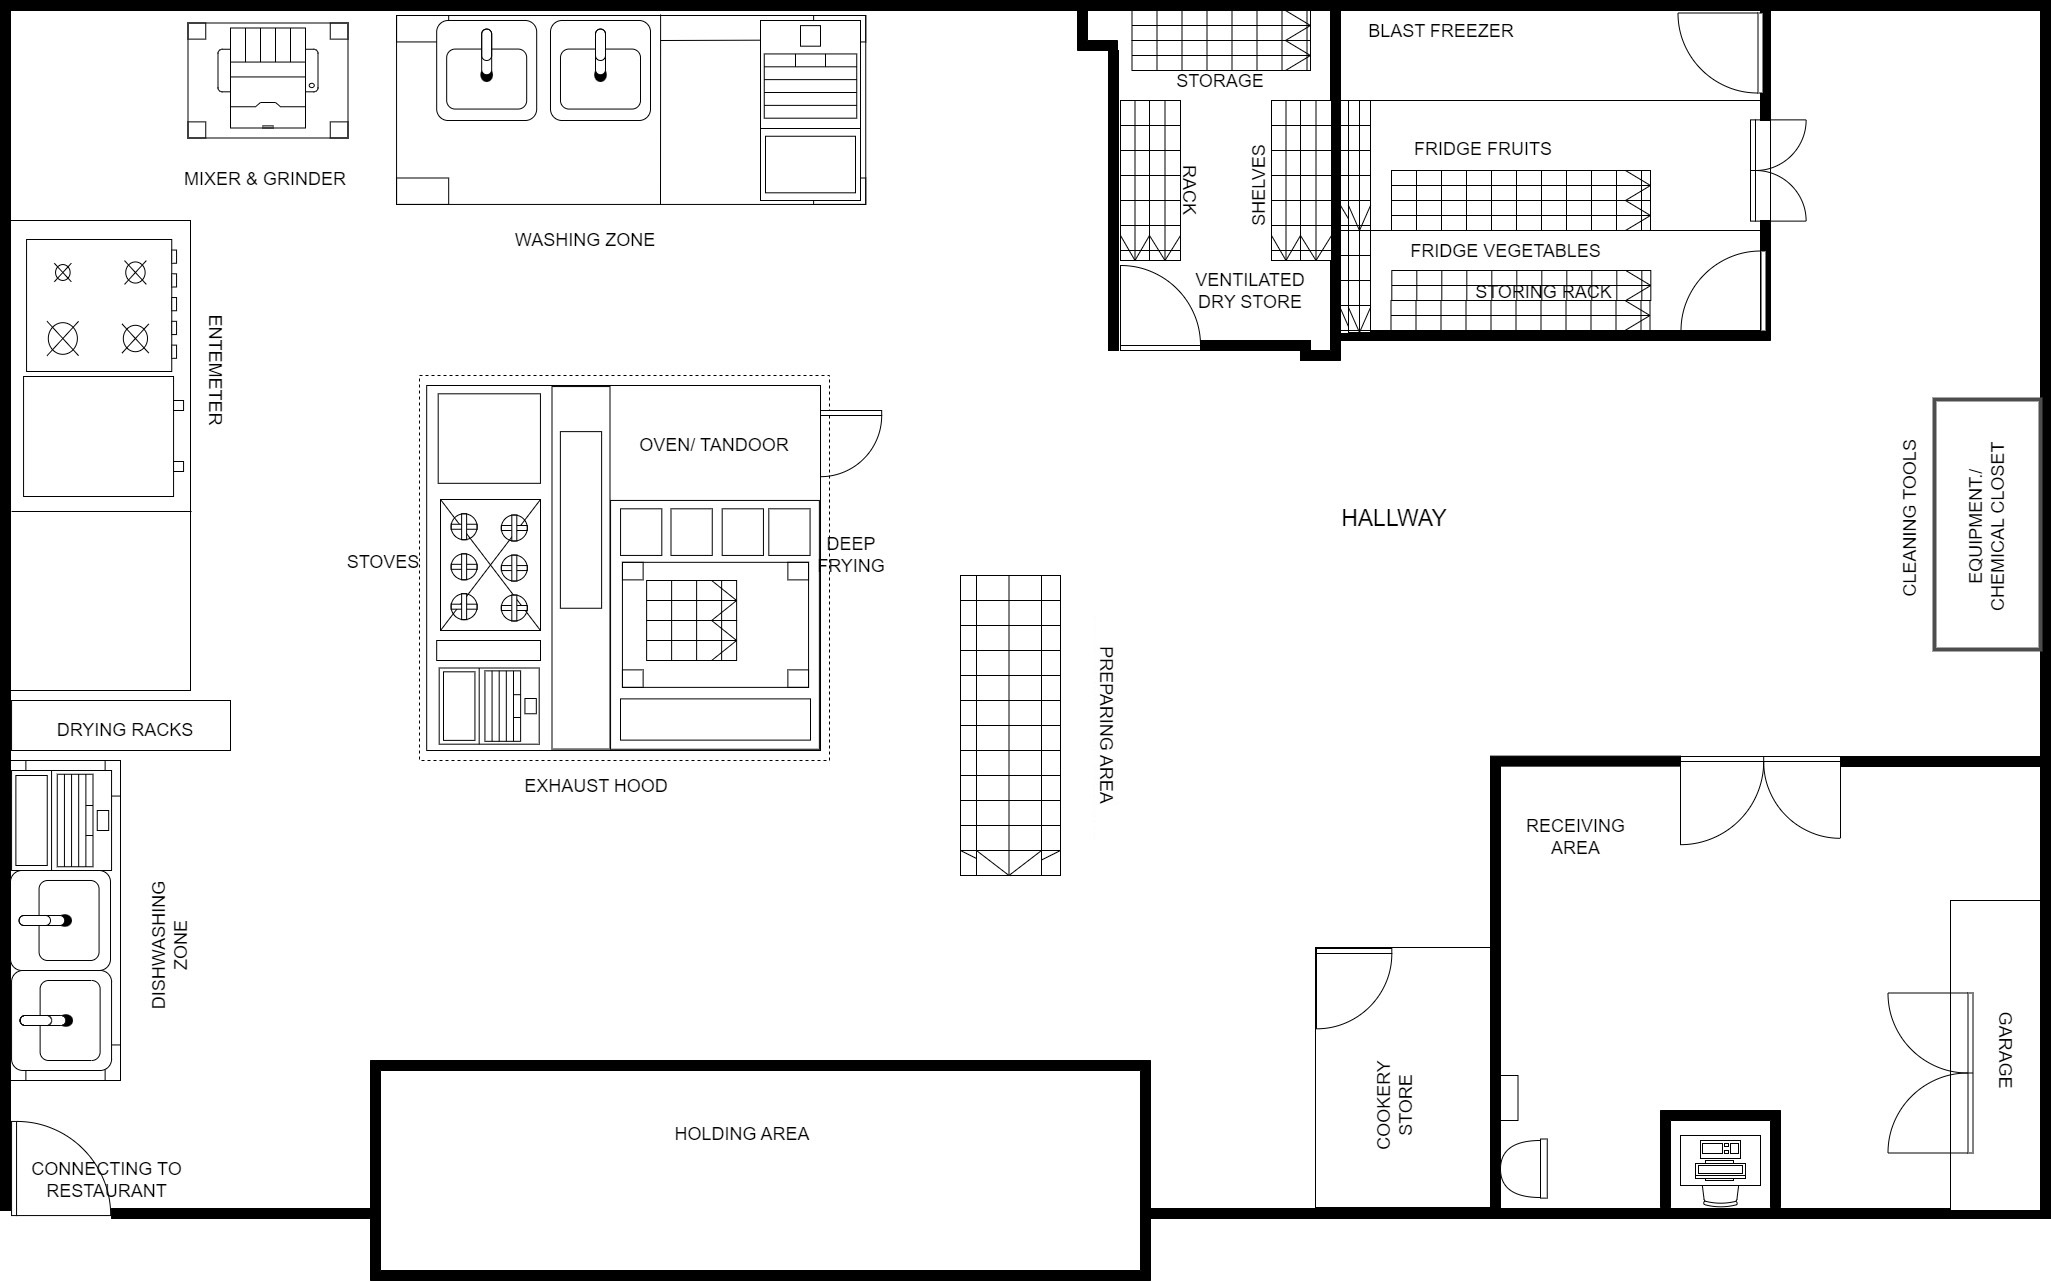 BLAST FREEZER
STORAGE
FRIDGE FRUITS
MIXER & GRINDER
RACK
SHELVES
WASHING ZONE
FRIDGE VEGETABLES
VENTILATED
DRY STORE
STORING RACK
ENTEMETER
OVEN/ TANDOOR
HALLWAY
CLEANING TOOLS
EQUIPMENT./
CHEMICAL CLOSET
STOVES
DEEP
FRYING
PREPARING AREA
DRYING RACKS
EXHAUST HOOD
RECEIVING
AREA
DISHWASHING
ZONE
GARAGE
COOKERY
STORE
HOLDING AREA
CONNECTING TO
RESTAURANT